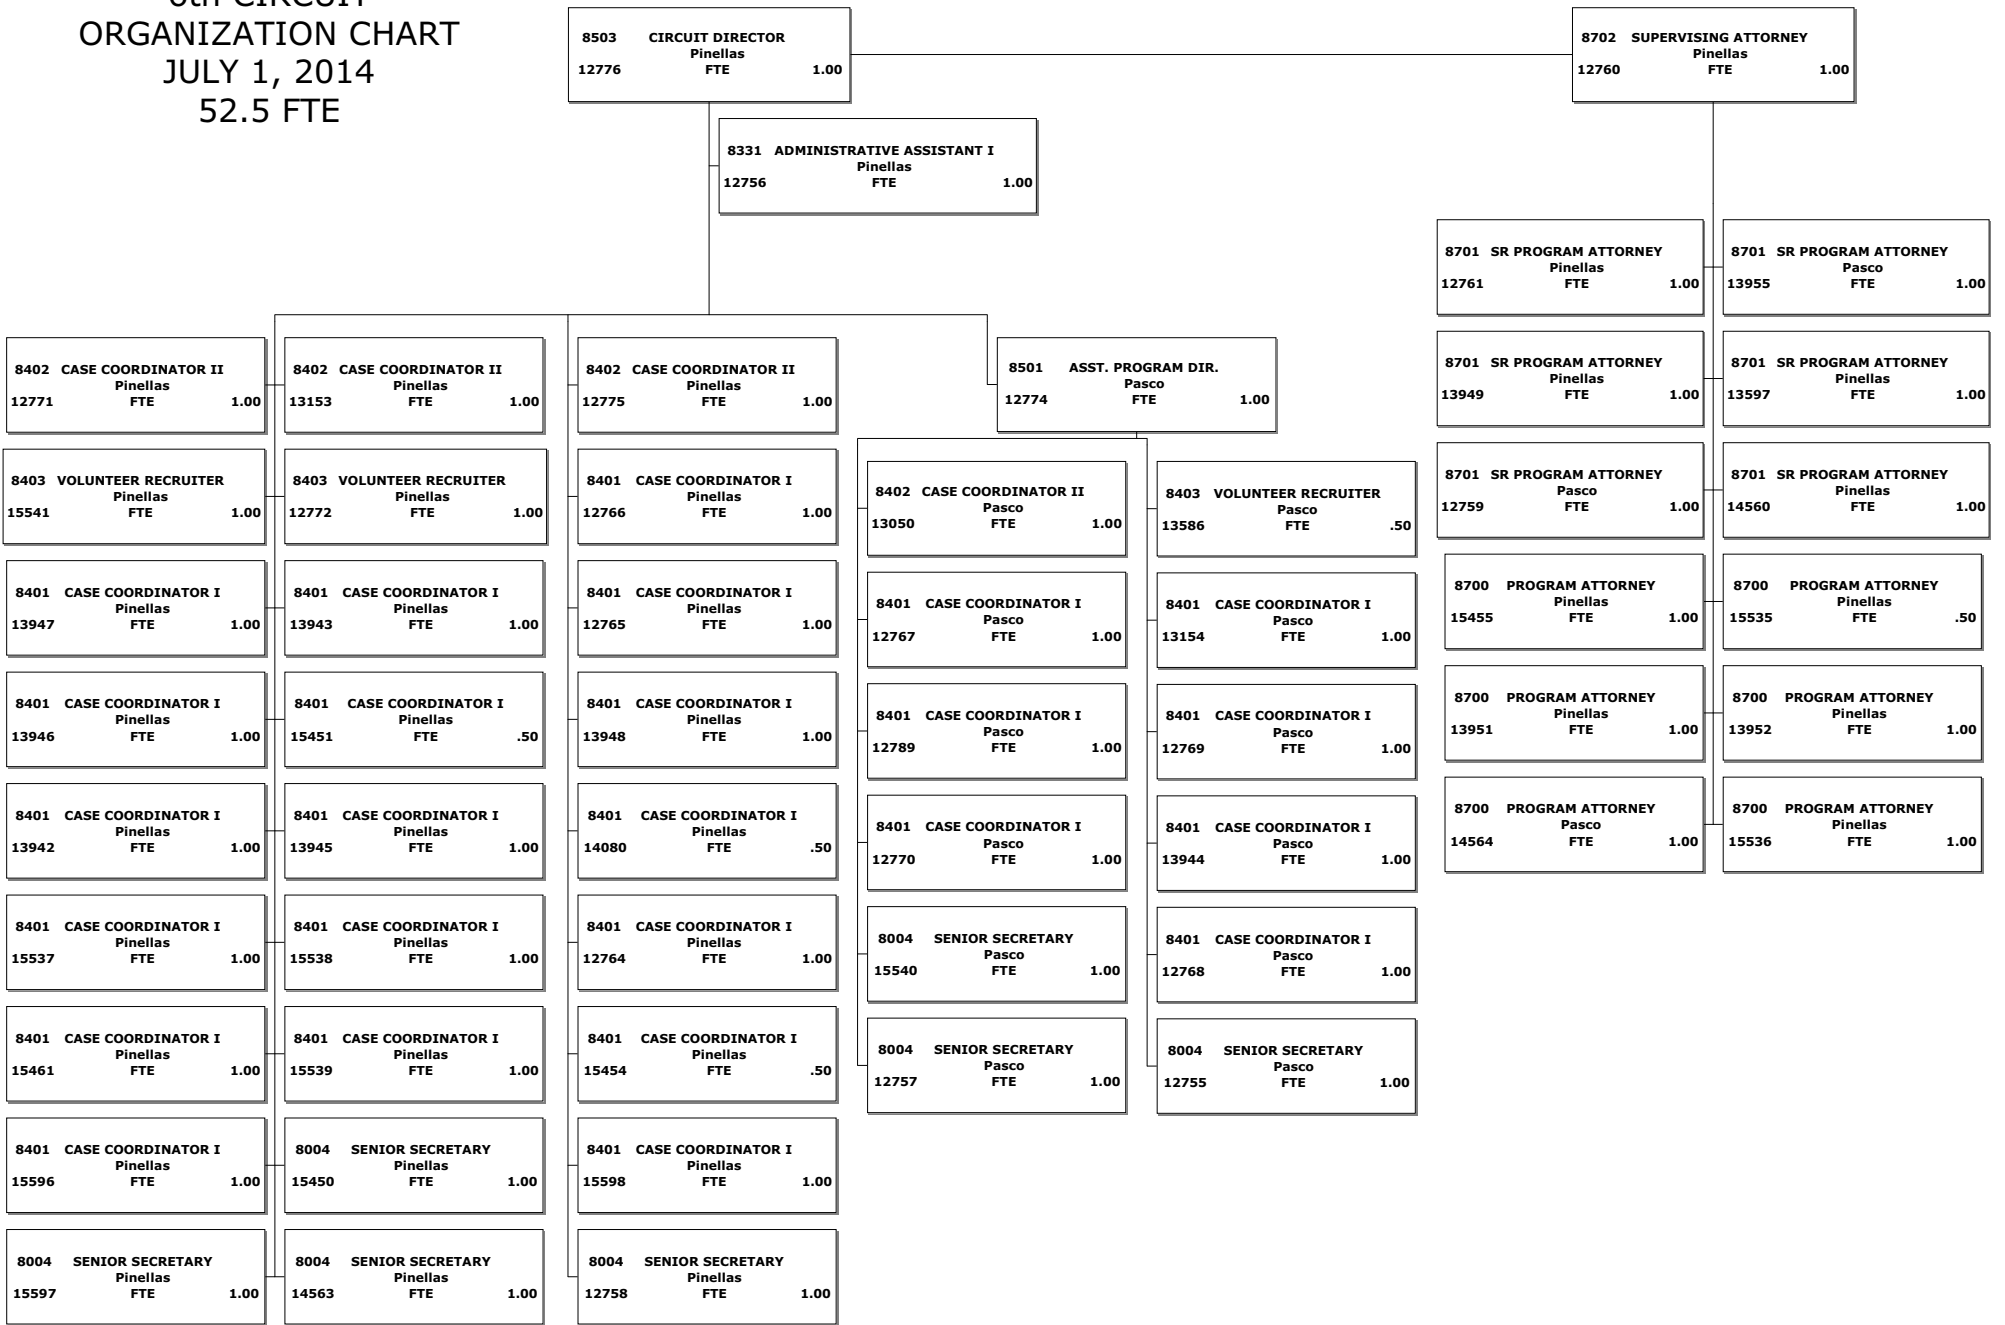 6th CIRCUIT
ORGANIZATION CHART
JULY 1, 2014
52.5 FTE
8503 CIRCUIT DIRECTOR
Pinellas
12776 FTE 1.00
8702 SUPERVISING ATTORNEY
Pinellas
12760 FTE 1.00
8331 ADMINISTRATIVE ASSISTANT I
Pinellas
12756 FTE 1.00
8402 CASE COORDINATOR II
Pinellas
12771 FTE 1.00
8403 VOLUNTEER RECRUITER
Pinellas
15541 FTE 1.00
8401 CASE COORDINATOR I
Pinellas
13947 FTE 1.00
8401 CASE COORDINATOR I
Pinellas
13946 FTE 1.00
8401 CASE COORDINATOR I
Pinellas
13942 FTE 1.00
8401 CASE COORDINATOR I
Pinellas
15537 FTE 1.00
8401 CASE COORDINATOR I
Pinellas
15461 FTE 1.00
8401 CASE COORDINATOR I
Pinellas
15596 FTE 1.00
8004 SENIOR SECRETARY
Pinellas
15597 FTE 1.00
8402 CASE COORDINATOR II
Pinellas
13153 FTE 1.00
8403 VOLUNTEER RECRUITER
Pinellas
12772 FTE 1.00
8401 CASE COORDINATOR I
Pinellas
13943 FTE 1.00
8401 CASE COORDINATOR I
Pinellas
15451 FTE .50
8401 CASE COORDINATOR I
Pinellas
13945 FTE 1.00
8401 CASE COORDINATOR I
Pinellas
15538 FTE 1.00
8401 CASE COORDINATOR I
Pinellas
15539 FTE 1.00
8004 SENIOR SECRETARY
Pinellas
15450 FTE 1.00
8004 SENIOR SECRETARY
Pinellas
14563 FTE 1.00
8402 CASE COORDINATOR II
Pinellas
12775 FTE 1.00
8401 CASE COORDINATOR I
Pinellas
12766 FTE 1.00
8401 CASE COORDINATOR I
Pinellas
12765 FTE 1.00
8401 CASE COORDINATOR I
Pinellas
13948 FTE 1.00
8401 CASE COORDINATOR I
Pinellas
14080 FTE .50
8401 CASE COORDINATOR I
Pinellas
12764 FTE 1.00
8401 CASE COORDINATOR I
Pinellas
15454 FTE .50
8401 CASE COORDINATOR I
Pinellas
15598 FTE 1.00
8004 SENIOR SECRETARY
Pinellas
12758 FTE 1.00
8501 ASST. PROGRAM DIR.
Pasco
12774 FTE 1.00
8402 CASE COORDINATOR II
Pasco
13050 FTE 1.00
8401 CASE COORDINATOR I
Pasco
12767 FTE 1.00
8401 CASE COORDINATOR I
Pasco
12789 FTE 1.00
8401 CASE COORDINATOR I
Pasco
12770 FTE 1.00
8004 SENIOR SECRETARY
Pasco
15540 FTE 1.00
8004 SENIOR SECRETARY
Pasco
12757 FTE 1.00
8403 VOLUNTEER RECRUITER
Pasco
13586 FTE .50
8401 CASE COORDINATOR I
Pasco
13154 FTE 1.00
8401 CASE COORDINATOR I
Pasco
12769 FTE 1.00
8401 CASE COORDINATOR I
Pasco
13944 FTE 1.00
8401 CASE COORDINATOR I
Pasco
12768 FTE 1.00
8004 SENIOR SECRETARY
Pasco
12755 FTE 1.00
8701 SR PROGRAM ATTORNEY
Pinellas
12761 FTE 1.00
8701 SR PROGRAM ATTORNEY
Pinellas
13949 FTE 1.00
8701 SR PROGRAM ATTORNEY
Pasco
12759 FTE 1.00
8700 PROGRAM ATTORNEY
Pinellas
15455 FTE 1.00
8700 PROGRAM ATTORNEY
Pinellas
13951 FTE 1.00
8700 PROGRAM ATTORNEY
Pasco
14564 FTE 1.00
8701 SR PROGRAM ATTORNEY
Pasco
13955 FTE 1.00
8701 SR PROGRAM ATTORNEY
Pinellas
13597 FTE 1.00
8701 SR PROGRAM ATTORNEY
Pinellas
14560 FTE 1.00
8700 PROGRAM ATTORNEY
Pinellas
15535 FTE .50
8700 PROGRAM ATTORNEY
Pinellas
13952 FTE 1.00
8700 PROGRAM ATTORNEY
Pinellas
15536 FTE 1.00